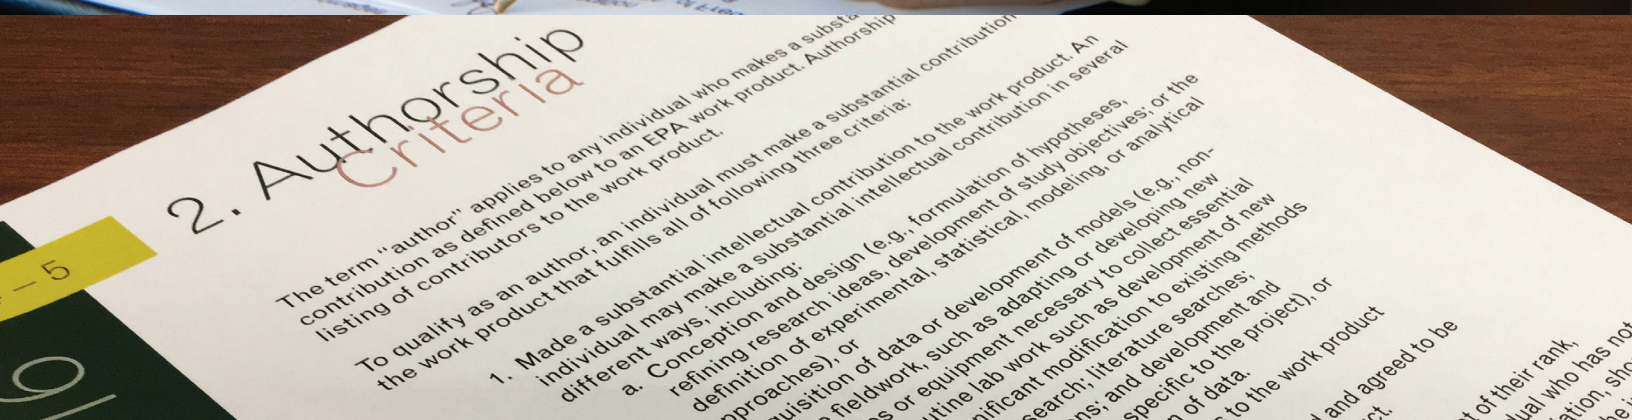 2. Authorship
Criteria
The term "author" applies to any individual who makes a
contribution as defined below to an EPA work product. Authorship
listing of contributors to the work product.
To qualify as an author, an individual must make a substantial contribution
the work product that fulfills all of following three criteria:
1. Made a substantial intellectual contribution to the work product. An
individual may make a substantial intellectual contribution in several
different ways, including:
a. Conception and design (e.g., formulation of hypotheses,
refining research ideas, development of study objectives; or the
definition of experimental, statistical, modeling, or analytical
or
of data or development of models (e.g., non-
fieldwork, such as adapting or developing new
or equipment necessary to collect essential
lab work such as development of new
modification to existing methods
literature searches;
and development and
specific to the project), or
of data.
to the work product
and agreed to be
of their rank,
who has not
5